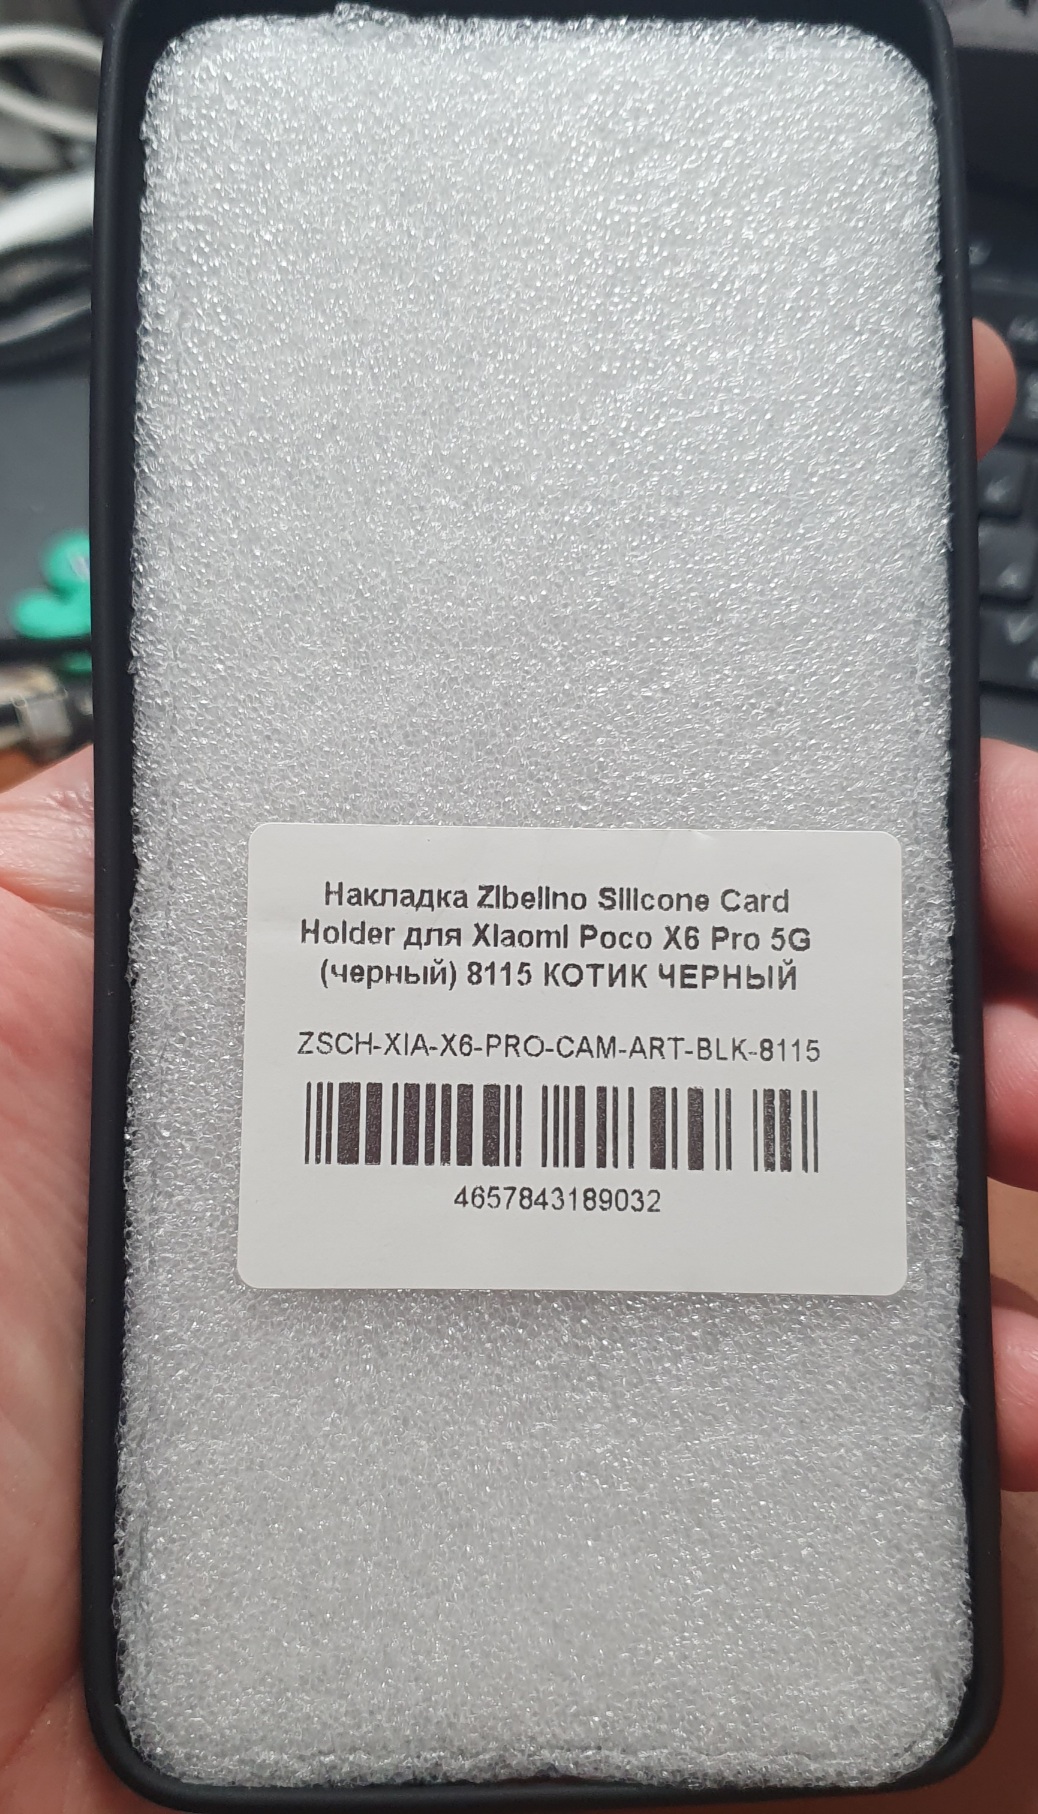 Накладка Zibelino Silicone Card
Holder для Xiaomi Poco X6 Pro 5G
(черный) 8115 КОТИК ЧЕРНЫЙ
ZSCH-XIA-X6-PRO-CAM-ART-BLK-8115
4657843189032